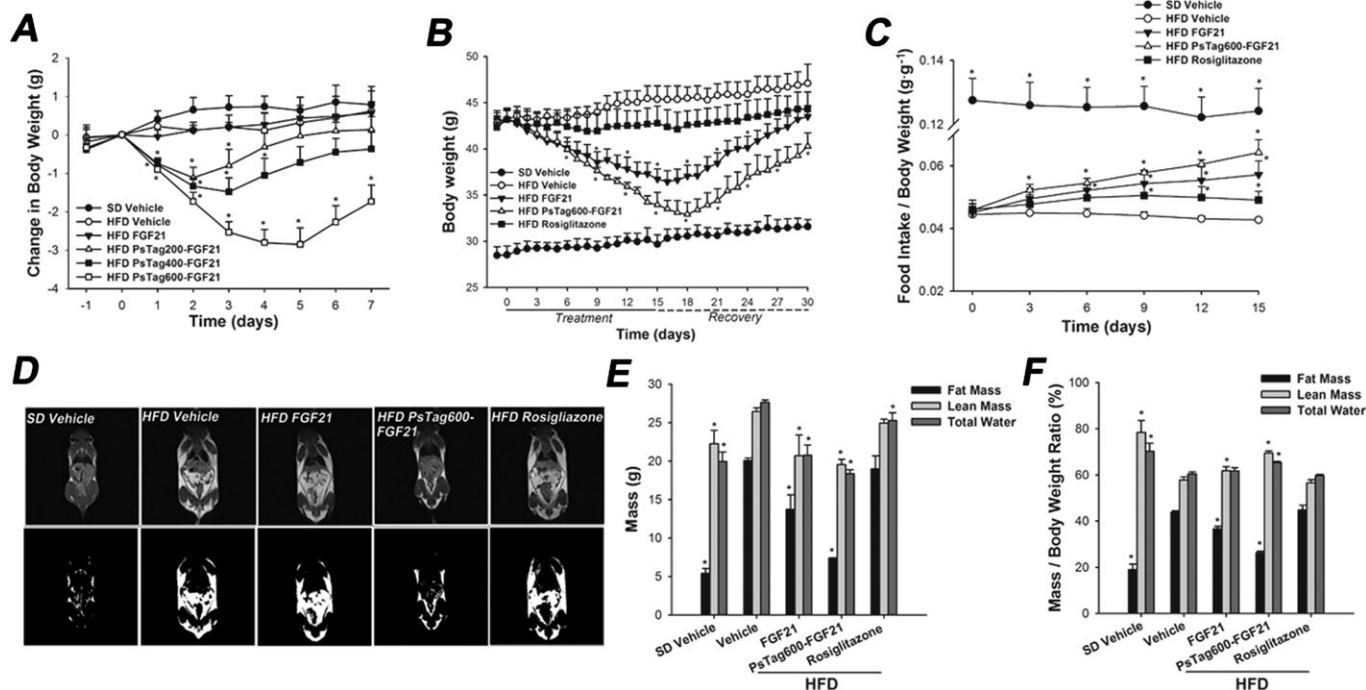 A
Change in Body Weight (g)
2
1
0
-1
-2
-3
-4
SD Vehicle
HFD Vehicle
HFD FGF21
HFD PsTag200-FGF21
HFD PsTag400-FGF21
HFD PsTag600-FGF21
-1 0 1 2 3 4 5 6 7
Time (days)
B
Body weight (g)
55
50
45
40
35
30
25
SD Vehicle
HFD Vehicle
HFD FGF21
HFD PsTag600-FGF21
HFD Rosiglitazone
0 3 6 9 12 15 18 21 24 27 30
Treatment Recovery
Time (days)
C
SD Vehicle
HFD Vehicle
HFD FGF21
HFD PsTag600-FGF21
HFD Rosiglitazone
Food Intake / Body Weight (g·g⁻¹)
0.14
0.12
0.06
0.04
0.02
0 3 6 9 12 15
Time (days)
D
SD Vehicle
HFD Vehicle
HFD FGF21
HFD PsTag600-
FGF21
HFD Rosigliazone
E
Mass (g)
30
25
20
15
10
5
0
Fat Mass
Lean Mass
Total Water
SD Vehicle
Vehicle
FGF21
PsTag600-FGF21
Rosiglitazone
HFD
F
Mass / Body Weight Ratio (%)
100
80
60
40
20
0
Fat Mass
Lean Mass
Total Water
SD Vehicle
Vehicle
FGF21
PsTag600-FGF21
Rosiglitazone
HFD